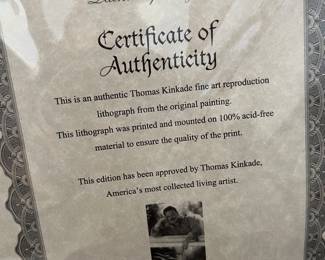 Certificate of
Authenticity
This is an authentic Thomas Kinkade fine art reproduction
lithograph from the original painting.
This lithograph was printed and mounted on 100% acid-free
material to ensure the quality of the print.
This edition has been approved by Thomas Kinkade,
America's most collected living artist.